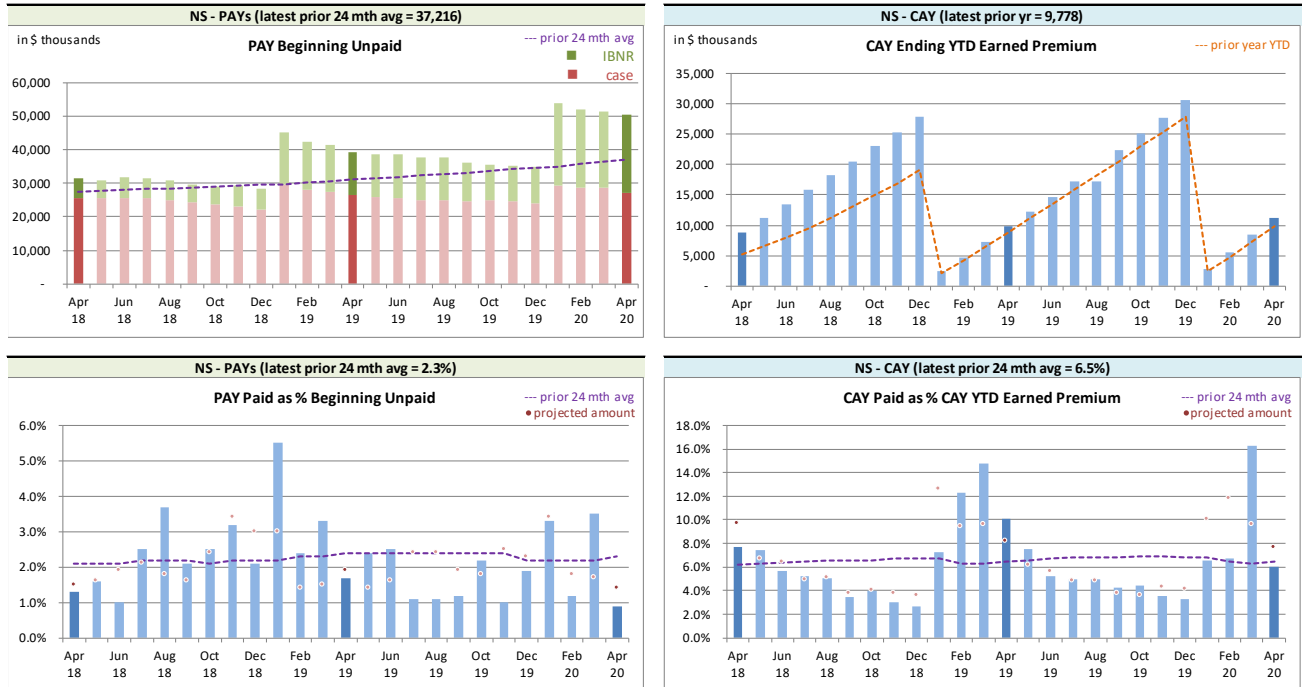 NS - PAYs (latest prior 24 mth avg = 37,216)
in $ thousands
PAY Beginning Unpaid
--- prior 24 mth avg
IBNR
case
60,000
50,000
40,000
30,000
20,000
10,000
-
Apr Jun Aug Oct Dec Feb Apr Jun Aug Oct Dec Feb Apr
18 18 18 18 18 19 19 19 19 19 19 20 20
NS - CAY (latest prior yr = 9,778)
in $ thousands
CAY Ending YTD Earned Premium
--- prior year YTD
35,000
30,000
25,000
20,000
15,000
10,000
5,000
-
Apr Jun Aug Oct Dec Feb Apr Jun Aug Oct Dec Feb Apr
18 18 18 18 18 19 19 19 19 19 19 20 20
NS - PAYs (latest prior 24 mth avg = 2.3%)
PAY Paid as % Beginning Unpaid
--- prior 24 mth avg
• projected amount
6.0%
5.0%
4.0%
3.0%
2.0%
1.0%
0.0%
Apr Jun Aug Oct Dec Feb Apr Jun Aug Oct Dec Feb Apr
18 18 18 18 18 19 19 19 19 19 19 20 20
NS - CAY (latest prior 24 mth avg = 6.5%)
CAY Paid as % CAY YTD Earned Premium
--- prior 24 mth avg
• projected amount
18.0%
16.0%
14.0%
12.0%
10.0%
8.0%
6.0%
4.0%
2.0%
0.0%
Apr Jun Aug Oct Dec Feb Apr Jun Aug Oct Dec Feb Apr
18 18 18 18 18 19 19 19 19 19 19 20 20